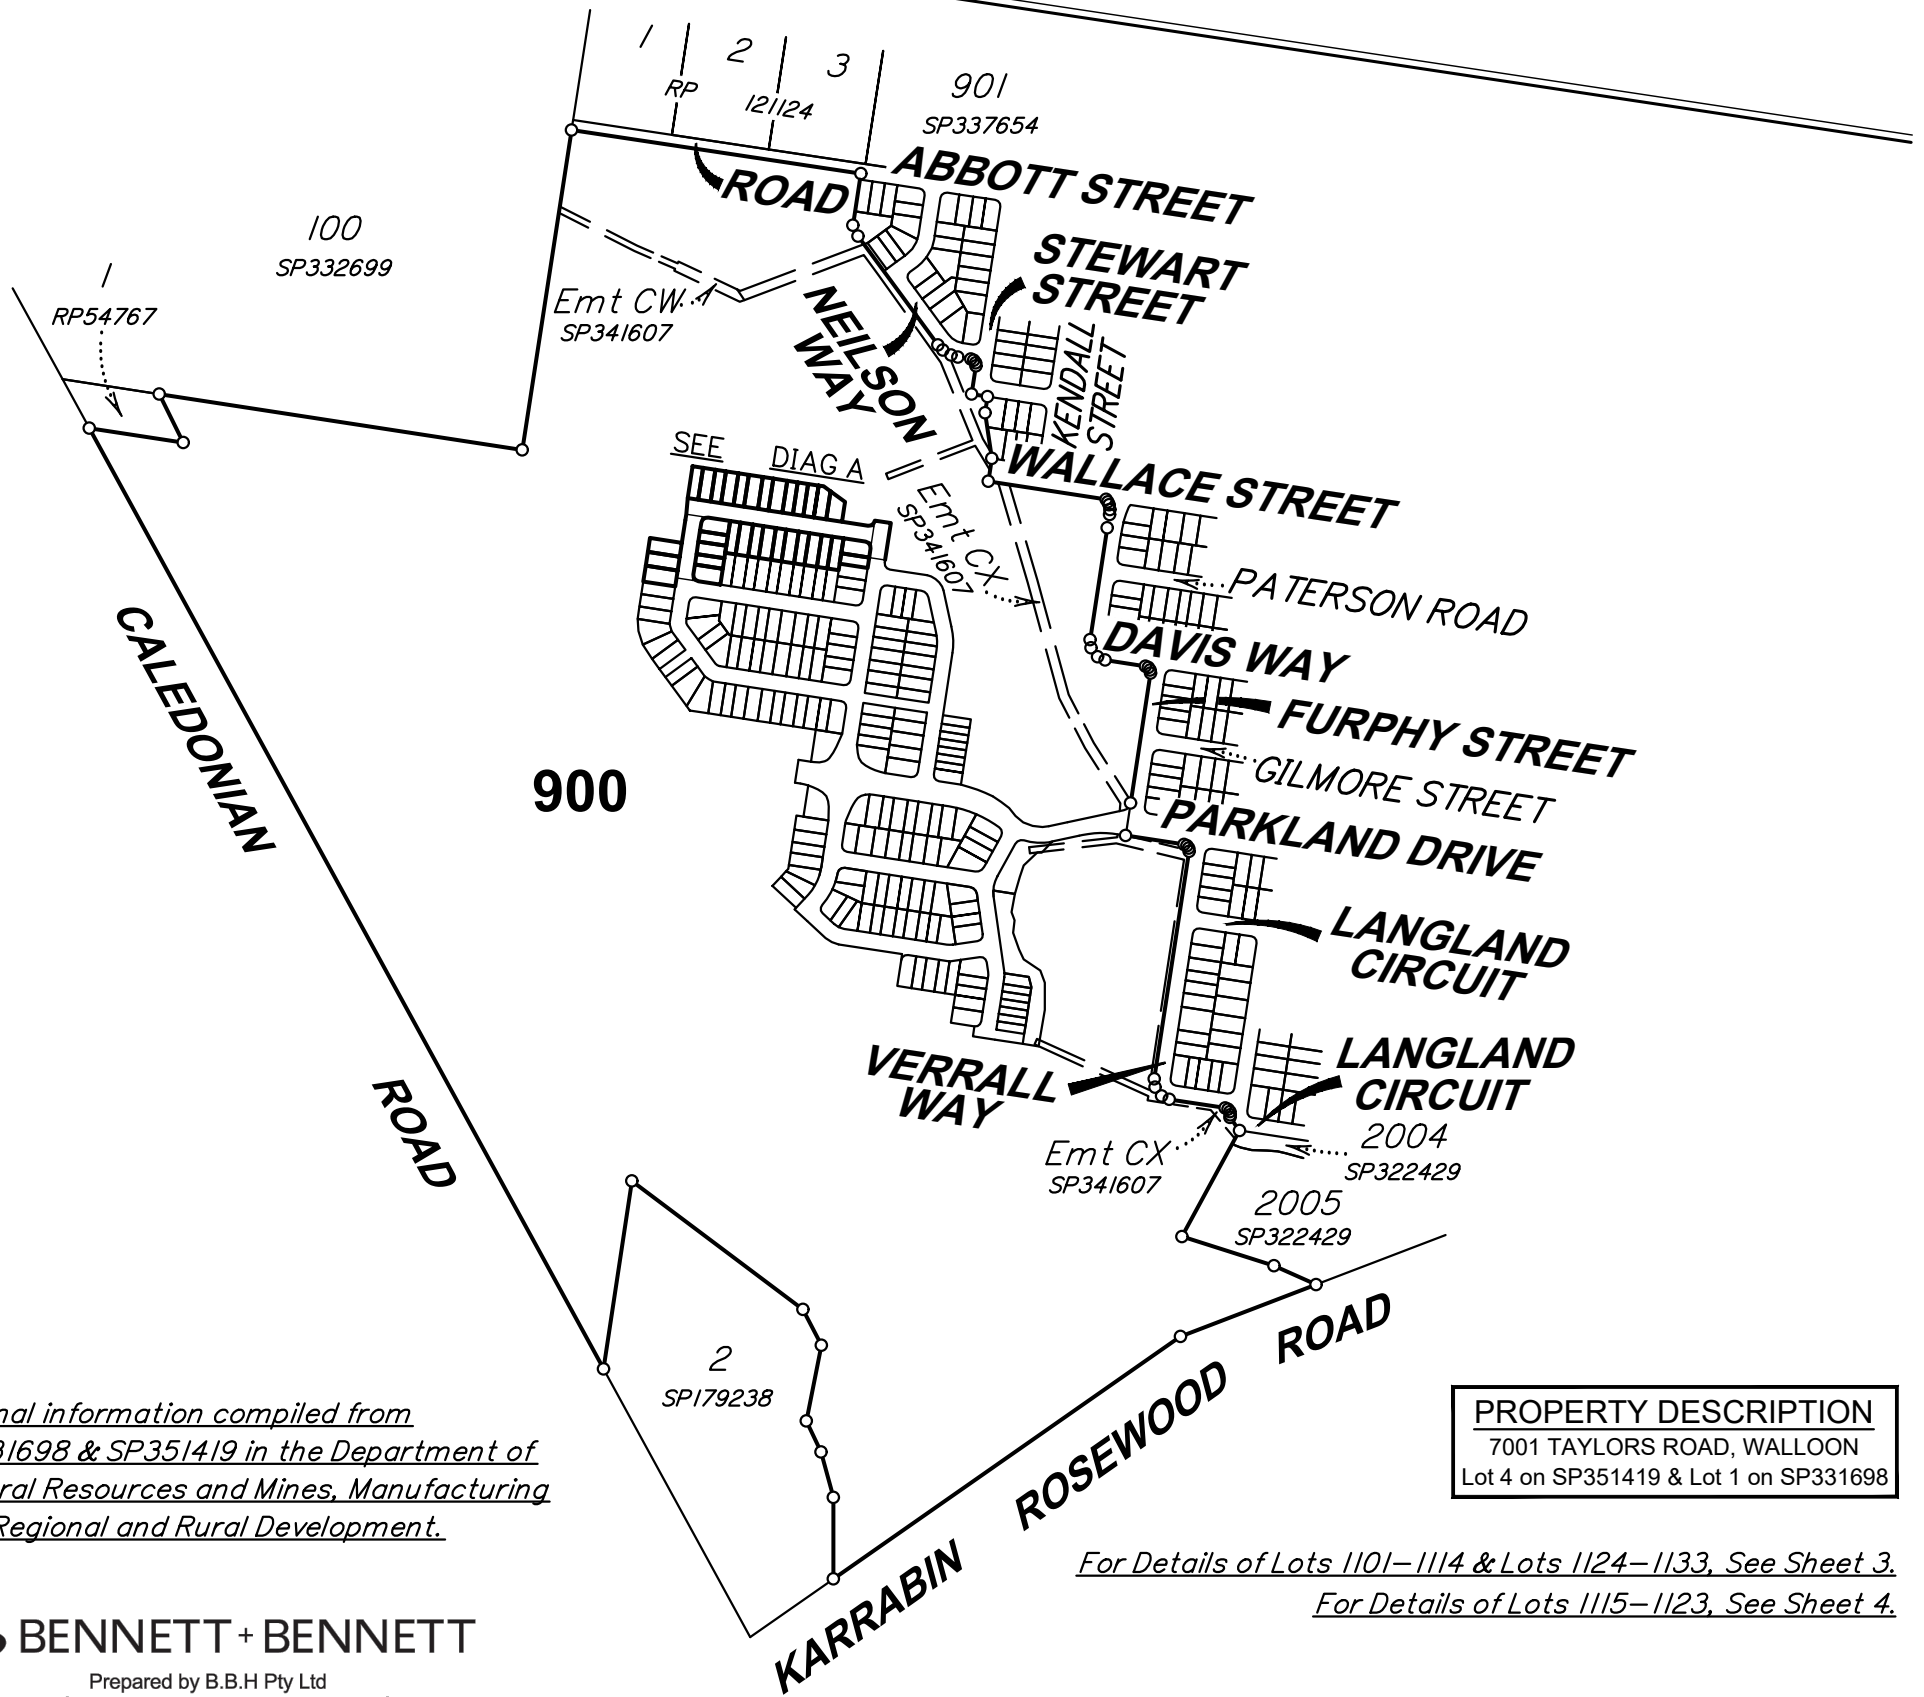 1
2
3
RP
121124
901
SP337654
ROAD
ABBOTT STREET
100
SP332699
1
RP54767
Emt CW
SP341607
NEILSON
WAY
STEWART
STREET
KENDALL
STREET
SEE DIAG A
WALLACE STREET
Emt CX
SP341607
PATERSON ROAD
DAVIS WAY
FURPHY STREET
GILMORE STREET
PARKLAND DRIVE
CALEDONIAN
ROAD
900
LANGLAND
CIRCUIT
VERRALL
WAY
LANGLAND
CIRCUIT
Emt CX
SP341607
2004
SP322429
2005
SP322429
2
SP179238
KARRABIN ROSEWOOD ROAD
information compiled from
1698 & SP351419 in the Department of
Resources and Mines, Manufacturing
Regional and Rural Development.
PROPERTY DESCRIPTION
7001 TAYLORS ROAD, WALLOON
Lot 4 on SP351419 & Lot 1 on SP331698
For Details of Lots 1101-1114 & Lots 1124-1133, See Sheet 3.
For Details of Lots 1115-1123, See Sheet 4.
BENNETT + BENNETT
Prepared by B.B.H Pty Ltd